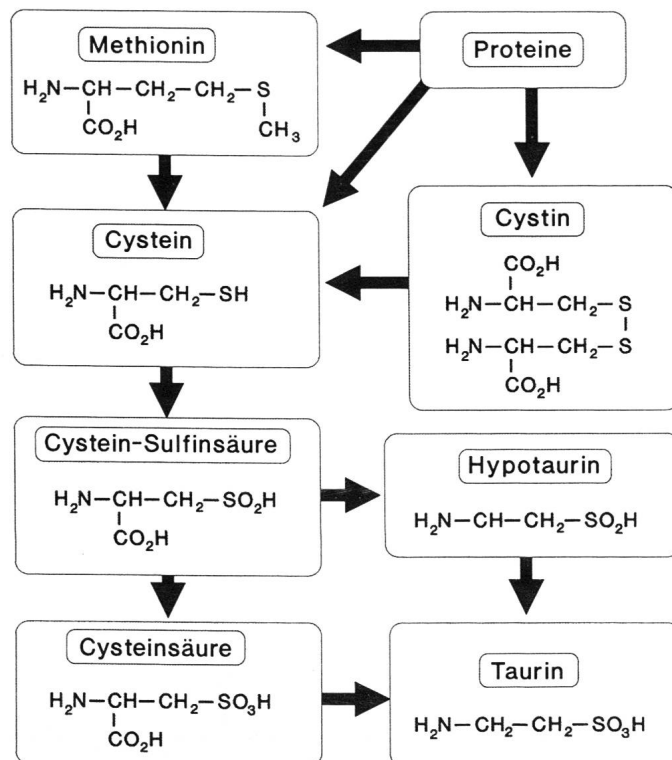 Methionin
H₂N–CH–CH₂–CH₂–S
CO₂H
CH₃
Proteine
Cystein
H₂N–CH–CH₂–SH
CO₂H
Cystin
CO₂H
H₂N–CH–CH₂–S
H₂N–CH–CH₂–S
CO₂H
Cystein-Sulfinsäure
H₂N–CH–CH₂–SO₂H
CO₂H
Hypotaurin
H₂N–CH–CH₂–SO₂H
Cysteinsäure
H₂N–CH–CH₂–SO₃H
CO₂H
Taurin
H₂N–CH₂–CH₂–SO₃H